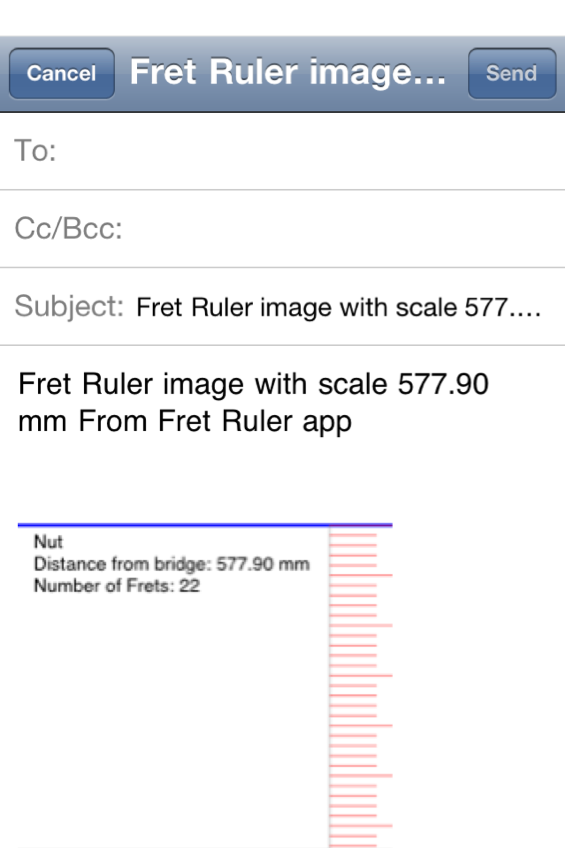 Cancel Fret Ruler image... Send
To:
Cc/Bcc:
Subject: Fret Ruler image with scale 577....
Fret Ruler image with scale 577.90
mm From Fret Ruler app
Nut
Distance from bridge: 577.90 mm
Number of Frets: 22